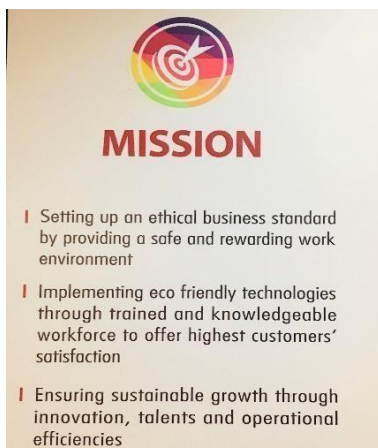 MISSION
Setting up an ethical business standard
by providing a safe and rewarding work
environment
Implementing eco friendly technologies
through trained and knowledgeable
workforce to offer highest customers'
satisfaction
Ensuring sustainable growth through
innovation, talents and operational
efficiencies